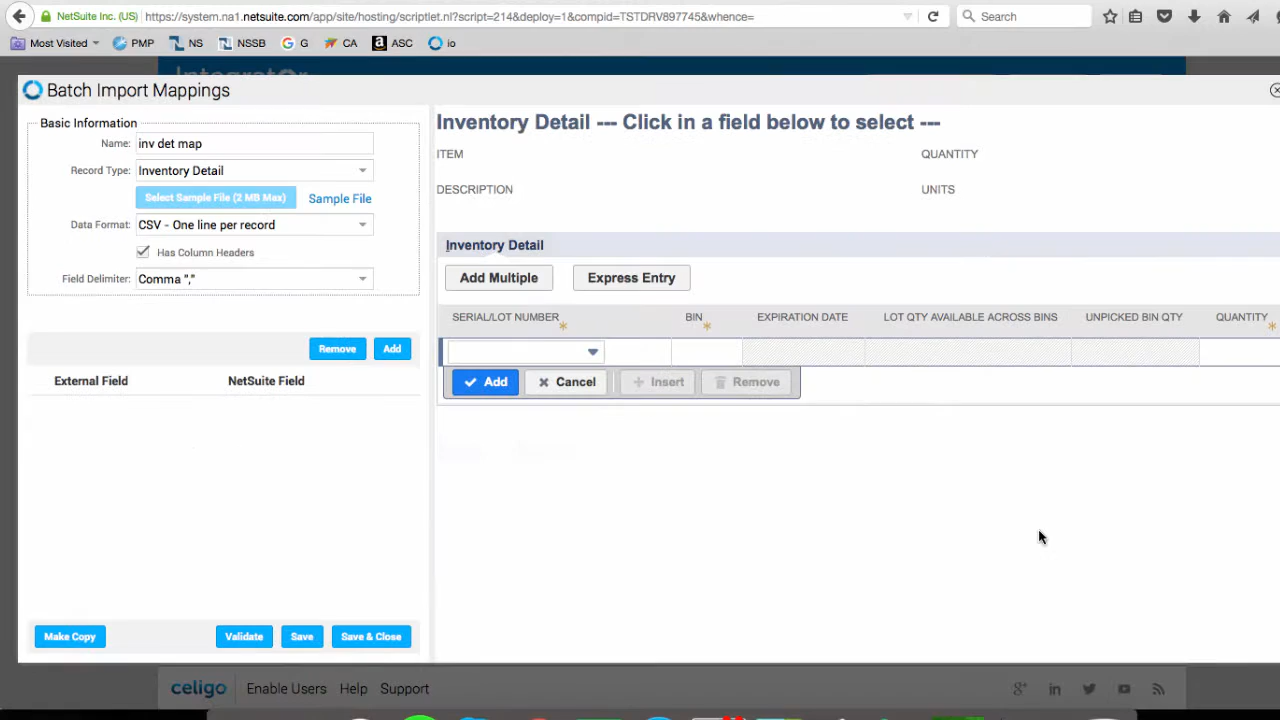 NetSuite Inc. (US)
https://system.na1.netsuite.com/app/site/hosting/scriptlet.nl?script=214&deploy=1&compid=TSTDRV897745&whence=
Search
Most Visited
PMP
NS
NSSB
G
CA
ASC
io
Integrator
Batch Import Mappings
Basic Information
Name: inv det map
Record Type: Inventory Detail
Select Sample File (2 MB Max) Sample File
Data Format: CSV - One line per record
Has Column Headers
Field Delimiter: Comma ","
Remove Add
External Field NetSuite Field
Make Copy Validate Save Save & Close
Inventory Detail --- Click in a field below to select ---
ITEM QUANTITY
DESCRIPTION UNITS
Inventory Detail
Add Multiple Express Entry
SERIAL/LOT NUMBER * BIN * EXPIRATION DATE LOT QTY AVAILABLE ACROSS BINS UNPICKED BIN QTY QUANTITY *
Add Cancel Insert Remove
celigo Enable Users Help Support